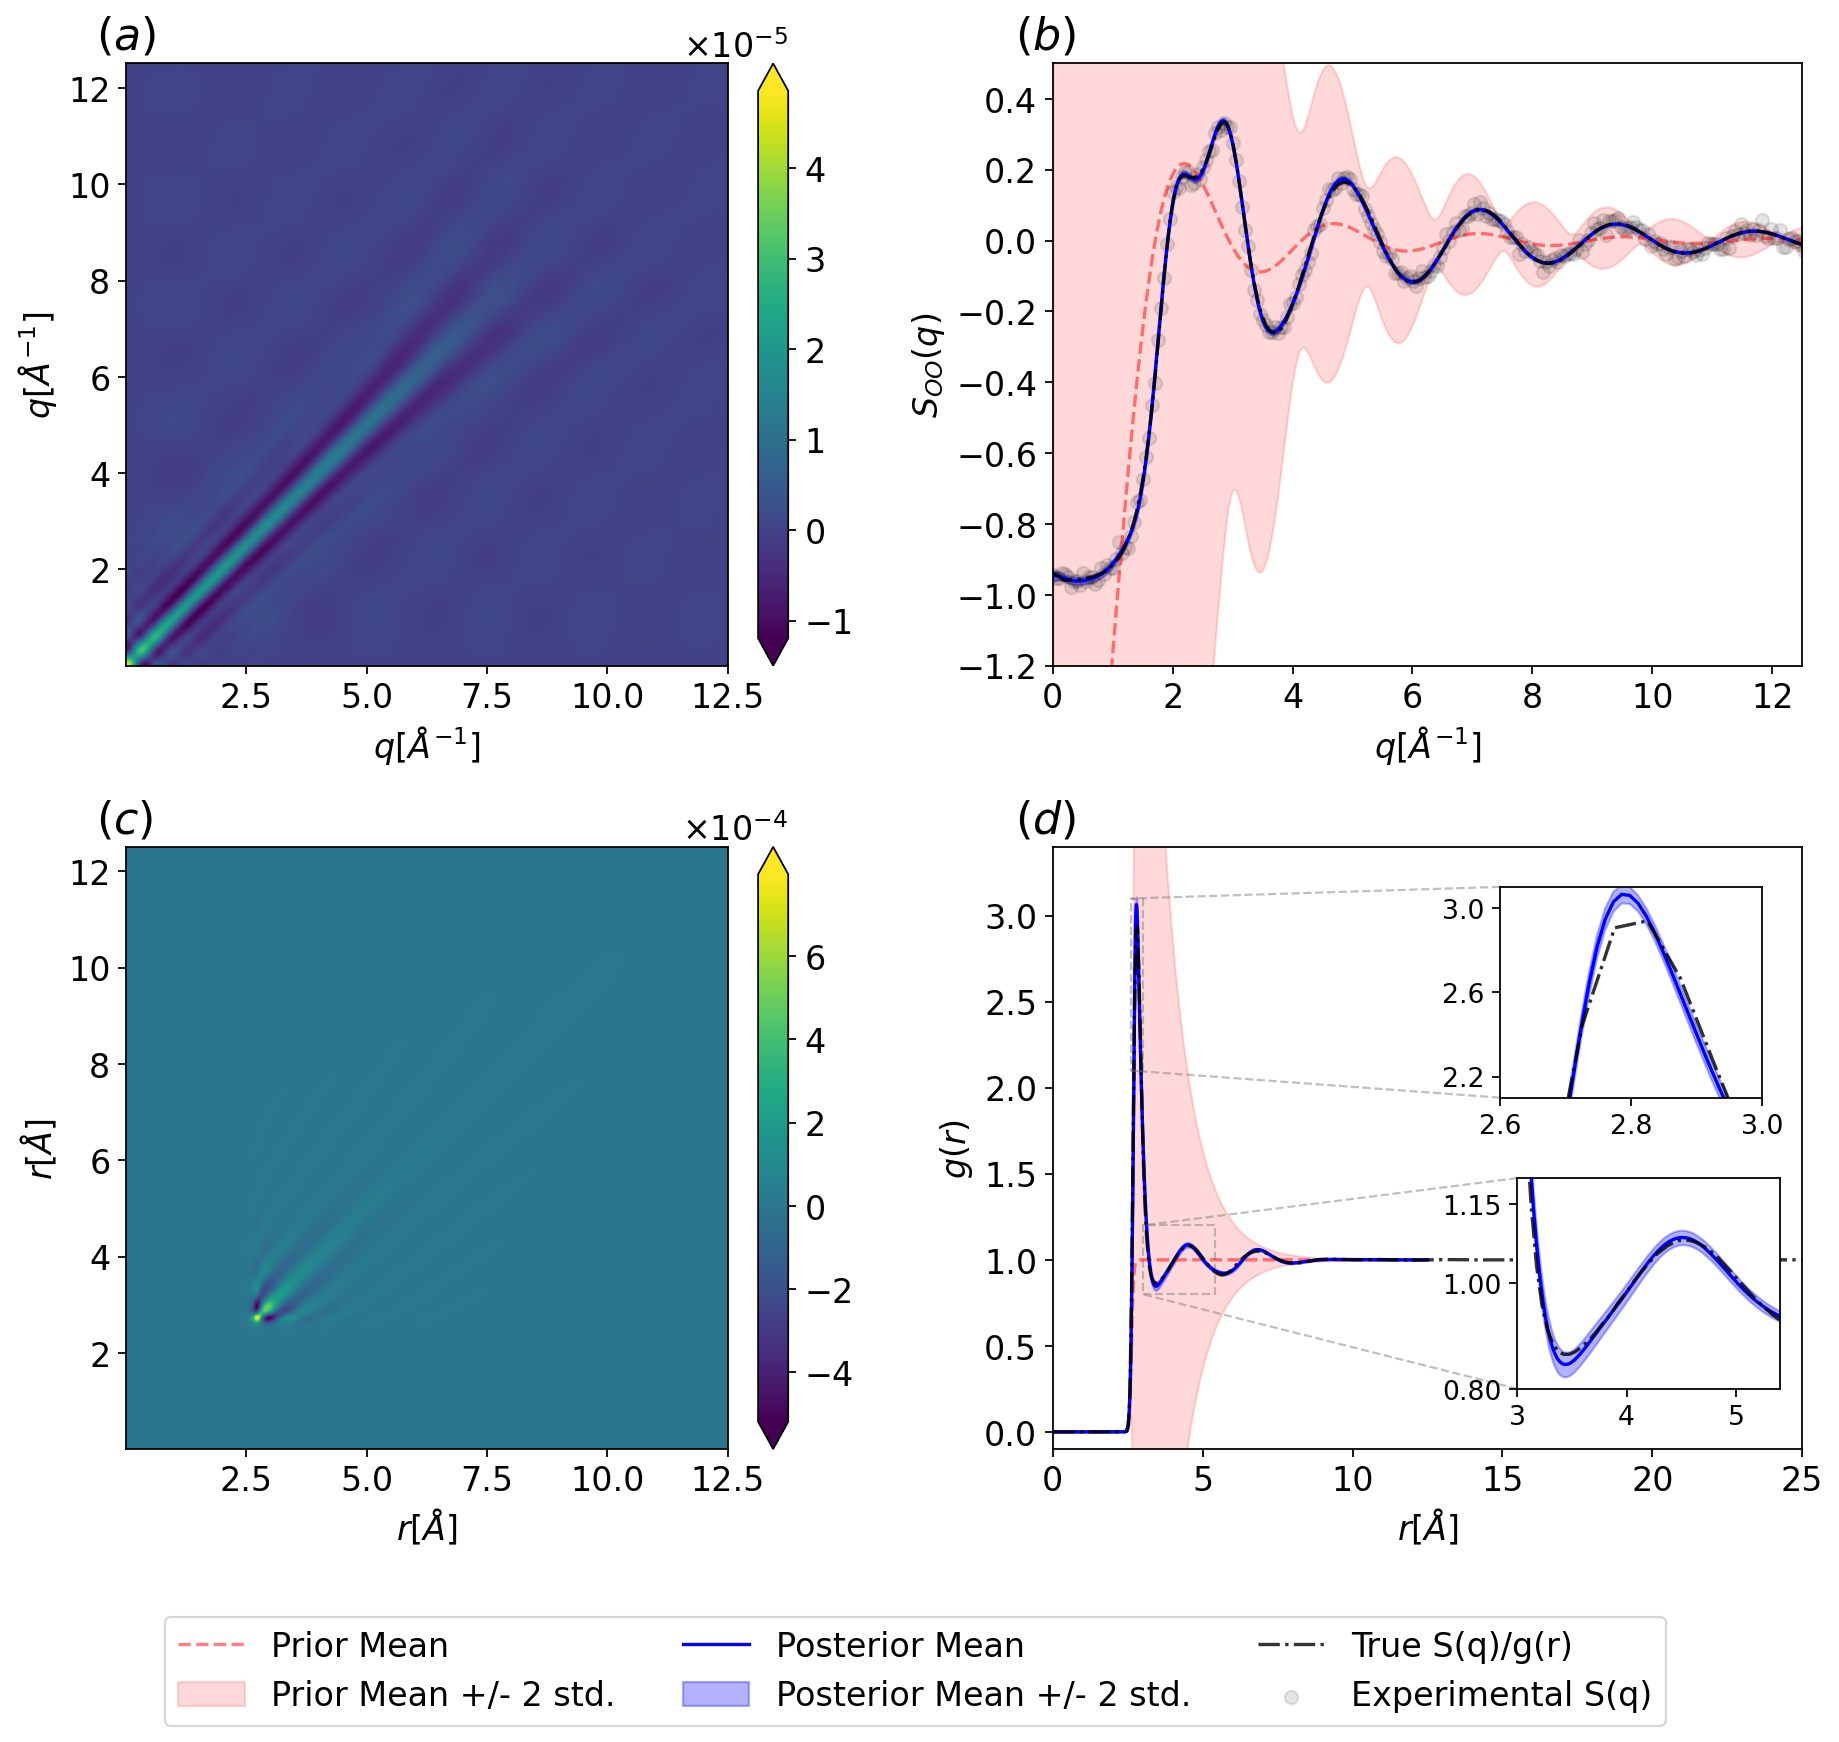 (a)
×10⁻⁵
12
10
8
6
4
2
q[Å⁻¹]
2.5 5.0 7.5 10.0 12.5
q[Å⁻¹]
4
3
2
1
0
−1
(b)
0.4
0.2
0.0
−0.2
−0.4
−0.6
−0.8
−1.0
−1.2
S_OO(q)
0 2 4 6 8 10 12
q[Å⁻¹]
(c)
×10⁻⁴
12
10
8
6
4
2
r[Å]
2.5 5.0 7.5 10.0 12.5
r[Å]
6
4
2
0
−2
−4
(d)
3.0
2.5
2.0
1.5
1.0
0.5
0.0
g(r)
0 5 10 15 20 25
r[Å]
3.0
2.6
2.2
2.6 2.8 3.0
1.15
1.00
0.80
3 4 5
Prior Mean
Prior Mean +/- 2 std.
Posterior Mean
Posterior Mean +/- 2 std.
True S(q)/g(r)
Experimental S(q)